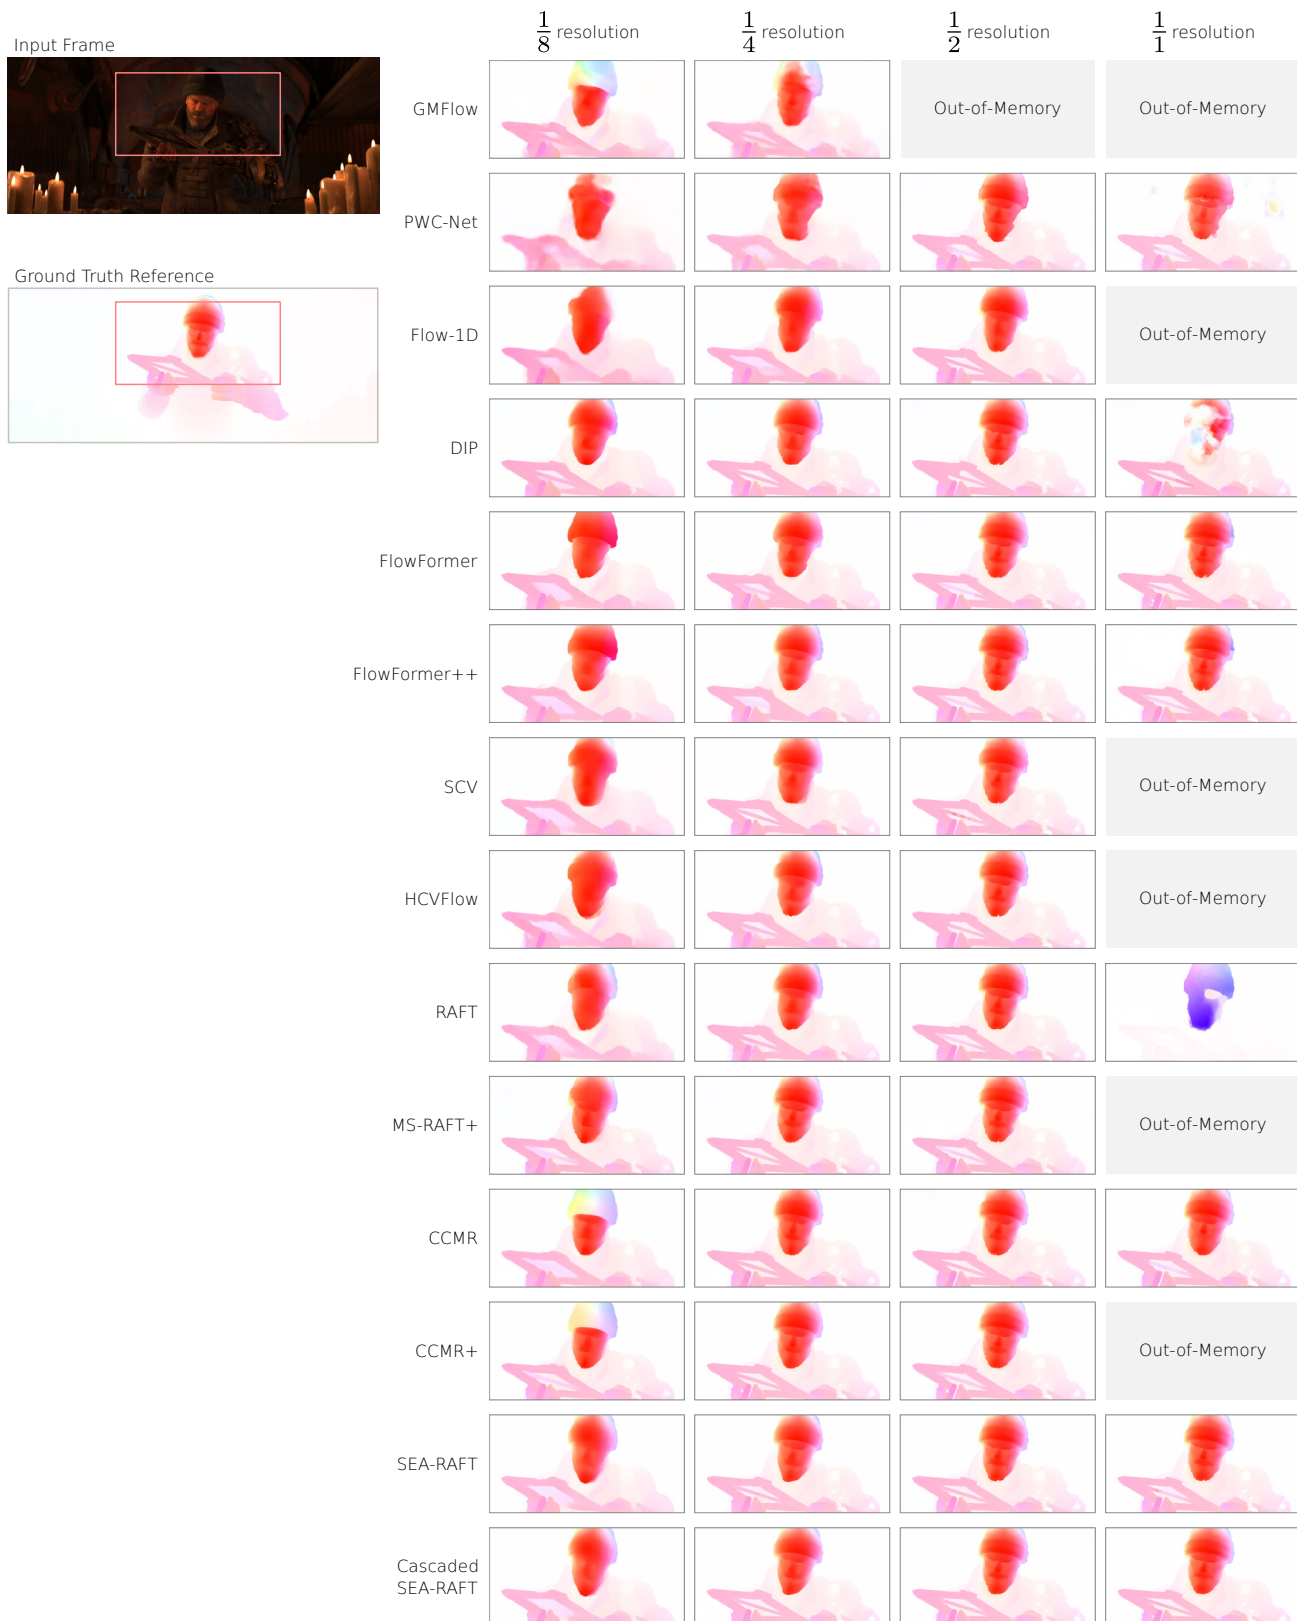 Input Frame
Ground Truth Reference
1/8 resolution
1/4 resolution
1/2 resolution
1/1 resolution
GMFlow
Out-of-Memory
Out-of-Memory
PWC-Net
Flow-1D
Out-of-Memory
DIP
FlowFormer
FlowFormer++
SCV
Out-of-Memory
HCVFlow
Out-of-Memory
RAFT
MS-RAFT+
Out-of-Memory
CCMR
CCMR+
Out-of-Memory
SEA-RAFT
Cascaded
SEA-RAFT